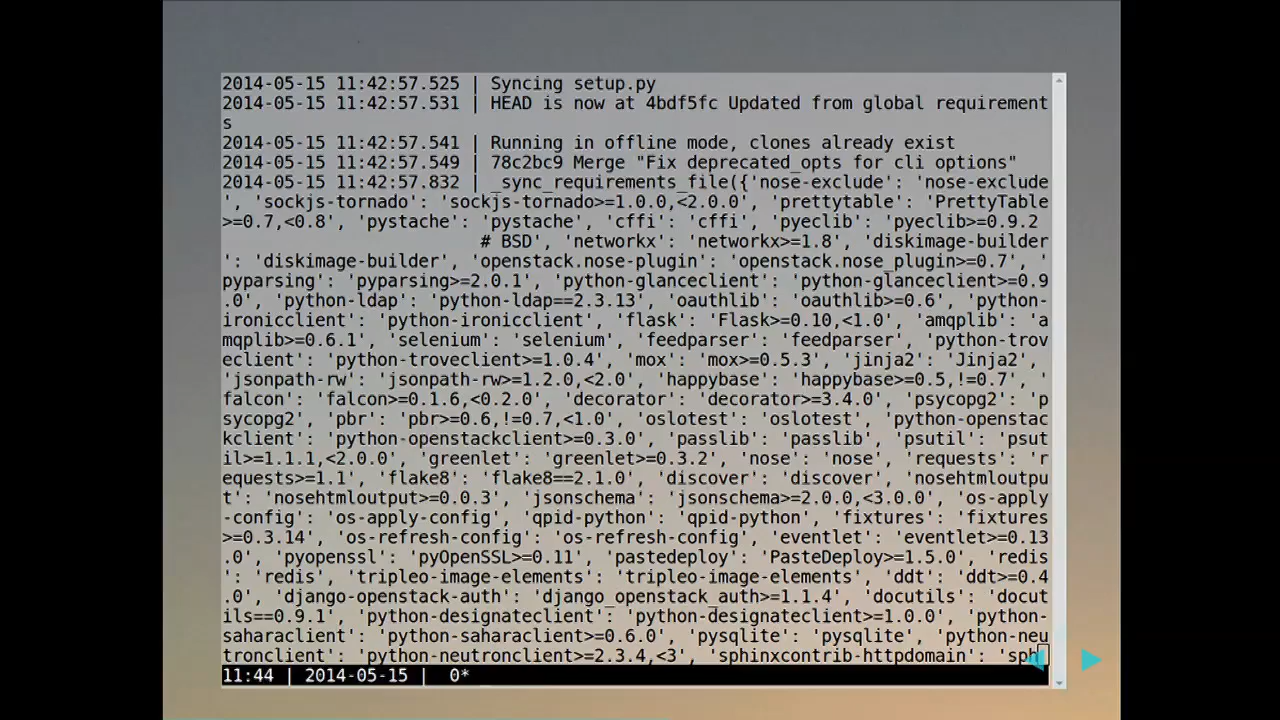 2014-05-15 11:42:57.525 | Syncing setup.py
2014-05-15 11:42:57.531 | HEAD is now at 4bdf5fc Updated from global requirement
s
2014-05-15 11:42:57.541 | Running in offline mode, clones already exist
2014-05-15 11:42:57.549 | 78c2bc9 Merge "Fix deprecated_opts for cli options"
2014-05-15 11:42:57.832 | _sync_requirements_file({'nose-exclude': 'nose-exclude
', 'sockjs-tornado': 'sockjs-tornado>=1.0.0,<2.0.0', 'prettytable': 'PrettyTable
>=0.7,<0.8', 'pystache': 'pystache', 'cffi': 'cffi', 'pyeclib': 'pyeclib>=0.9.2
# BSD', 'networkx': 'networkx>=1.8', 'diskimage-builder
': 'diskimage-builder', 'openstack.nose-plugin': 'openstack.nose_plugin>=0.7', '
pyparsing': 'pyparsing>=2.0.1', 'python-glanceclient': 'python-glanceclient>=0.9
.0', 'python-ldap': 'python-ldap==2.3.13', 'oauthlib': 'oauthlib>=0.6', 'python-
ironicclient': 'python-ironicclient', 'flask': 'Flask>=0.10,<1.0', 'amqplib': 'a
mqplib>=0.6.1', 'selenium': 'selenium', 'feedparser': 'feedparser', 'python-trov
eclient': 'python-troveclient>=1.0.4', 'mox': 'mox>=0.5.3', 'jinja2': 'Jinja2',
'jsonpath-rw': 'jsonpath-rw>=1.2.0,<2.0', 'happybase': 'happybase>=0.5,!=0.7', '
falcon': 'falcon>=0.1.6,<0.2.0', 'decorator': 'decorator>=3.4.0', 'psycopg2': 'p
sycopg2', 'pbr': 'pbr>=0.6,!=0.7,<1.0', 'oslotest': 'oslotest', 'python-openstac
kclient': 'python-openstackclient>=0.3.0', 'passlib': 'passlib', 'psutil': 'psut
il>=1.1.1,<2.0.0', 'greenlet': 'greenlet>=0.3.2', 'nose': 'nose', 'requests': 'r
equests>=1.1', 'flake8': 'flake8==2.1.0', 'discover': 'discover', 'nosehtmloutpu
t': 'nosehtmloutput>=0.0.3', 'jsonschema': 'jsonschema>=2.0.0,<3.0.0', 'os-apply
-config': 'os-apply-config', 'qpid-python': 'qpid-python', 'fixtures': 'fixtures
>=0.3.14', 'os-refresh-config': 'os-refresh-config', 'eventlet': 'eventlet>=0.13
.0', 'pyopenssl': 'pyOpenSSL>=0.11', 'pastedeploy': 'PasteDeploy>=1.5.0', 'redis
': 'redis', 'tripleo-image-elements': 'tripleo-image-elements', 'ddt': 'ddt>=0.4
.0', 'django-openstack-auth': 'django_openstack_auth>=1.1.4', 'docutils': 'docut
ils==0.9.1', 'python-designateclient': 'python-designateclient>=1.0.0', 'python-
saharaclient': 'python-saharaclient>=0.6.0', 'pysqlite': 'pysqlite', 'python-neu
tronclient': 'python-neutronclient>=2.3.4,<3', 'sphinxcontrib-httpdomain': 'sph
11:44 | 2014-05-15 | 0*